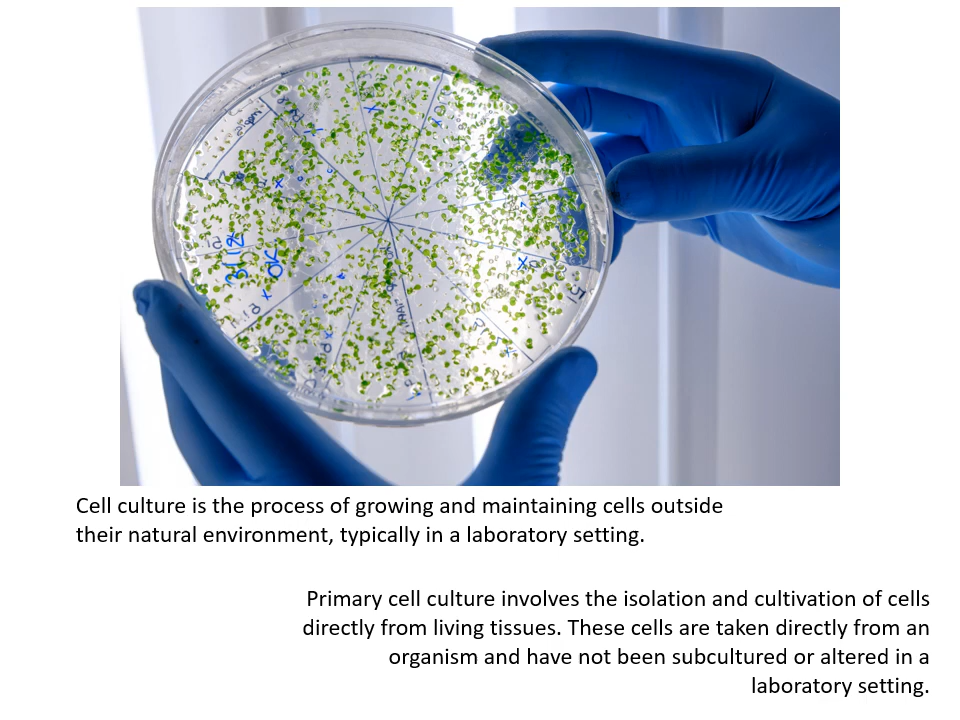 3112
OK
Cell culture is the process of growing and maintaining cells outside
their natural environment, typically in a laboratory setting.
Primary cell culture involves the isolation and cultivation of cells
directly from living tissues. These cells are taken directly from an
organism and have not been subcultured or altered in a
laboratory setting.